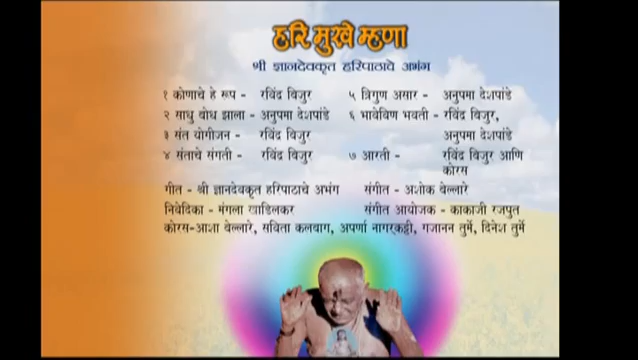 हरि मुखे म्हणा
श्री ज्ञानदेवकृत हरिपाठाचे अभंग
१ कोणाचे हे रूप - रविंद्र बिजुर
२ साधु बोध झाला - अनुपमा देशपांडे
३ संत योगीजन - रविंद्र बिजुर
४ संताचे संगती - रविंद्र बिजुर
५ त्रिगुण असार - अनुपमा देशपांडे
६ भावेविण भक्ती - रविंद्र बिजुर,
अनुपमा देशपांडे
७ आरती - रविंद्र बिजुर आणि
कोरस
गीत - श्री ज्ञानदेवकृत हरिपाठाचे अभंग संगीत - अशोक बेल्लारे
निवेदिका - मंगला खाडिलकर संगीत आयोजक - काकाजी रजपुत
कोरस-आशा बेल्लारे, सविता कलबाग, अपर्णा नागरकट्टी, गजानन तुर्मे, दिनेश तुर्मे